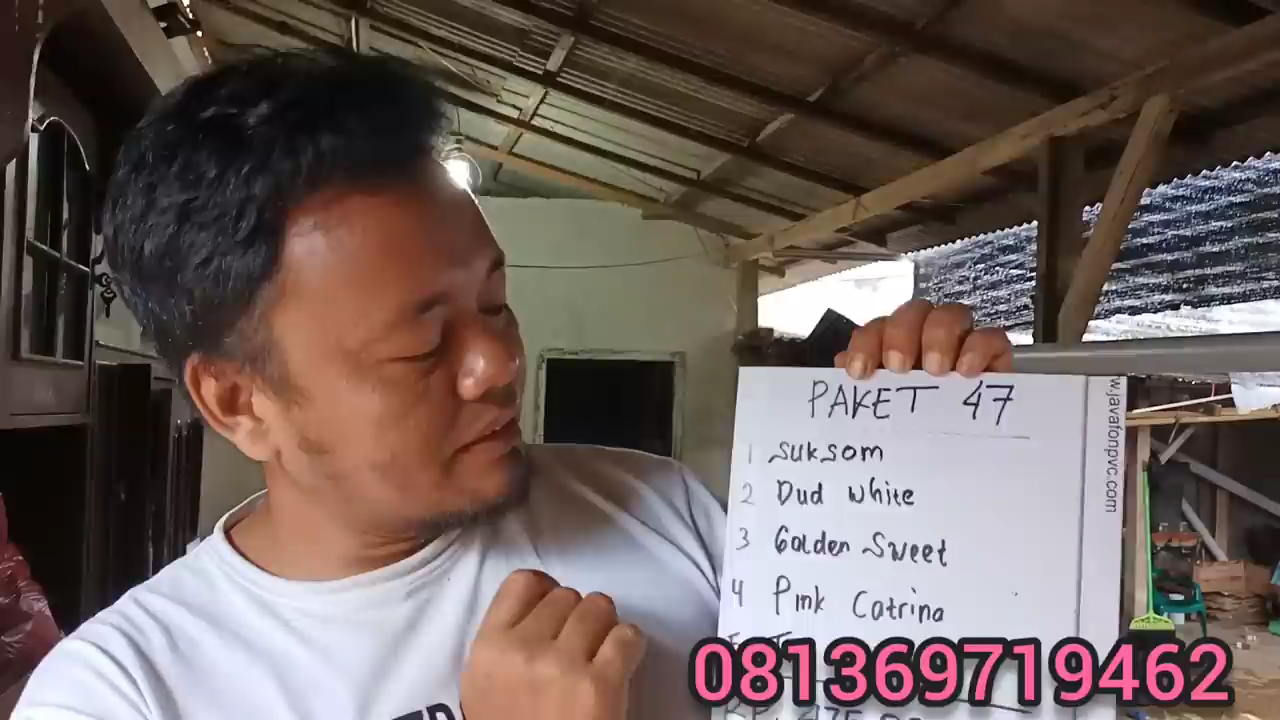 PAKET 47
1 SukSom
2 Dud White
3 Golden Sweet
4 Pink Catrina
w.javafonpvc.com
081369719462